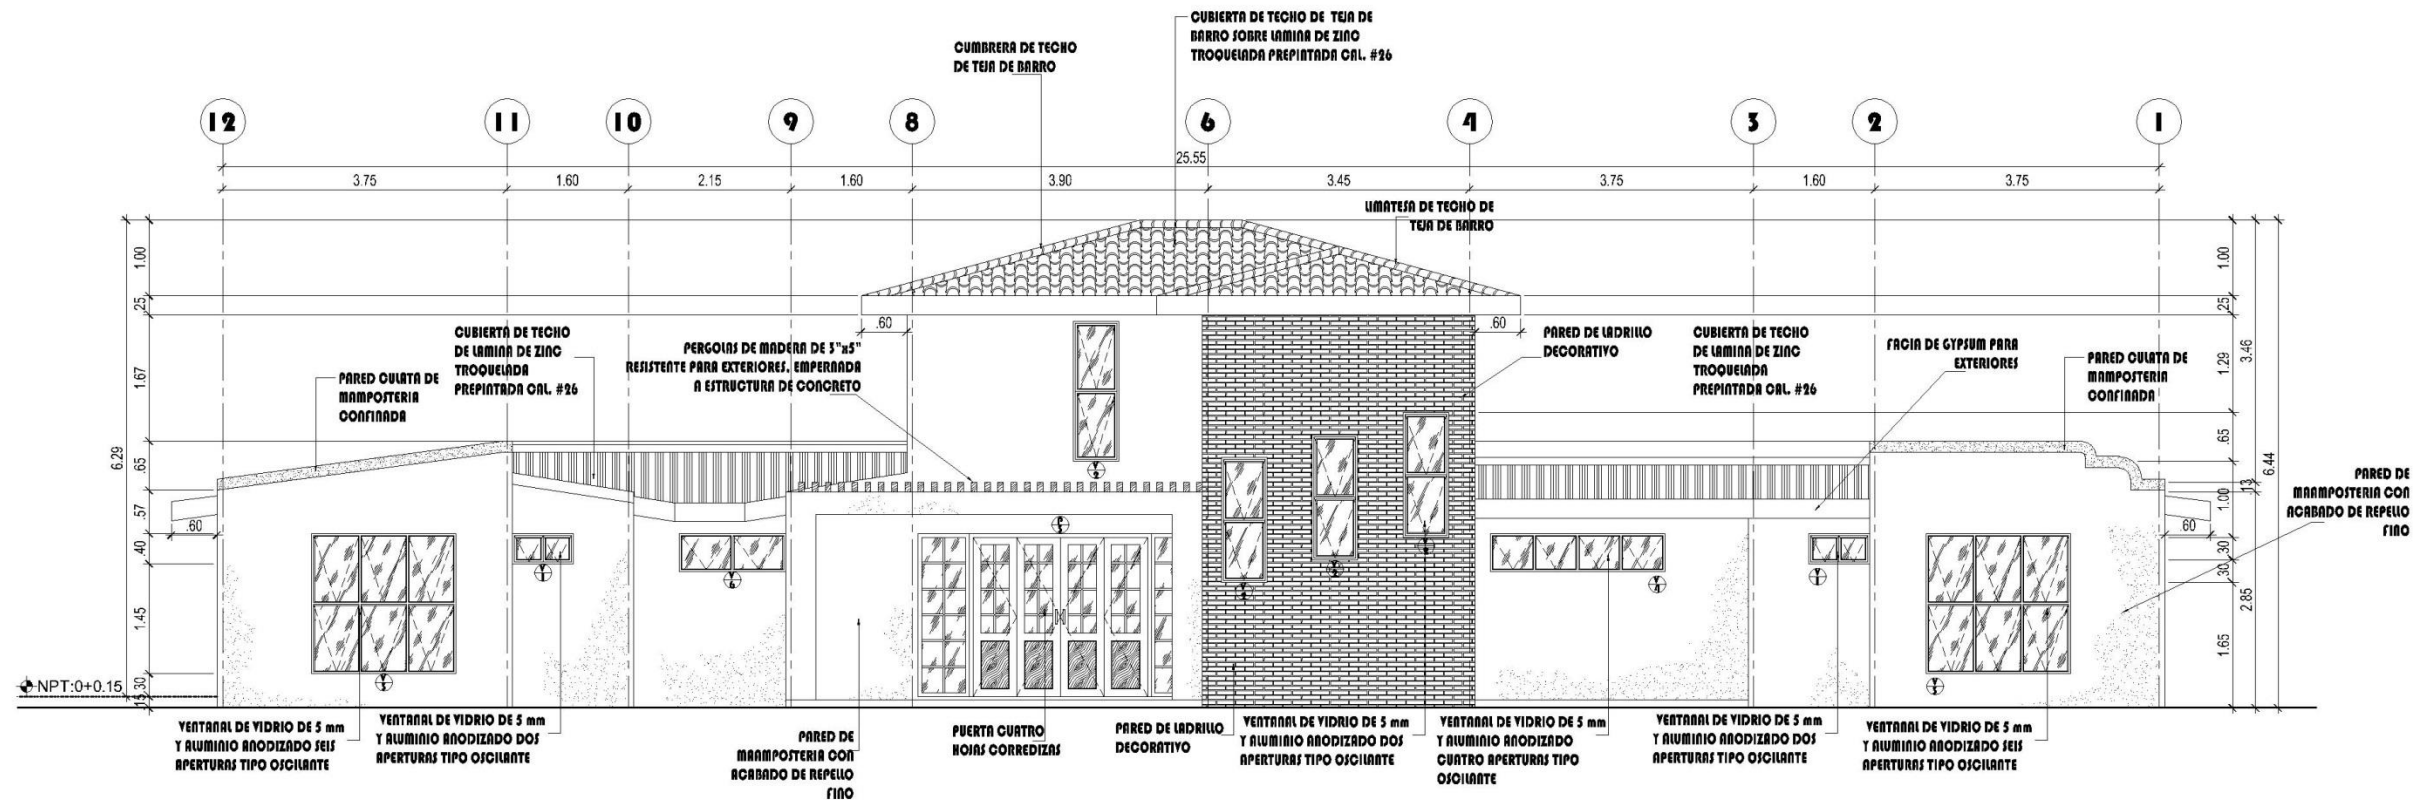 CUBIERTA DE TECHO DE TEJA DE
BARRO SOBRE LAMINA DE ZINC
TROQUELADA PREPINTADA CAL. #26
CUMBRERA DE TECHO
DE TEJA DE BARRO
12
11
10
9
8
6
4
3
2
1
25.55
3.75
1.60
2.15
1.60
3.90
3.45
3.75
1.60
3.75
LIMATESA DE TECHO DE
TEJA DE BARRO
1.00
.25
1.67
.65
.57
.40
1.45
.30
.15
6.29
.60
.60
.60
.60
CUBIERTA DE TECHO
DE LAMINA DE ZINC
TROQUELADA
PREPINTADA CAL. #26
PERGOLAS DE MADERA DE 3"x5"
RESISTENTE PARA EXTERIORES, EMPERNADA
A ESTRUCTURA DE CONCRETO
PARED CULATA DE
MAMPOSTERIA
CONFINADA
PARED DE LADRILLO
DECORATIVO
CUBIERTA DE TECHO
DE LAMINA DE ZINC
TROQUELADA
PREPINTADA CAL. #26
FACIA DE GYPSUM PARA
EXTERIORES
PARED CULATA DE
MAMPOSTERIA
CONFINADA
PARED DE
MAAMPOSTERIA CON
ACABADO DE REPELLO
FINO
1.00
.25
1.29
.65
1.00
.30
.30
1.65
3.46
.13
2.85
6.44
V
5
V
1
V
6
V
2
V
4
V
1
V
5
NPT:0+0.15
VENTANAL DE VIDRIO DE 5 mm
Y ALUMINIO ANODIZADO SEIS
APERTURAS TIPO OSCILANTE
VENTANAL DE VIDRIO DE 5 mm
Y ALUMINIO ANODIZADO DOS
APERTURAS TIPO OSCILANTE
PARED DE
MAAMPOSTERIA CON
ACABADO DE REPELLO
FINO
PUERTA CUATRO
HOJAS CORREDIZAS
PARED DE LADRILLO
DECORATIVO
VENTANAL DE VIDRIO DE 5 mm
Y ALUMINIO ANODIZADO DOS
APERTURAS TIPO OSCILANTE
VENTANAL DE VIDRIO DE 5 mm
Y ALUMINIO ANODIZADO
CUATRO APERTURAS TIPO
OSCILANTE
VENTANAL DE VIDRIO DE 5 mm
Y ALUMINIO ANODIZADO DOS
APERTURAS TIPO OSCILANTE
VENTANAL DE VIDRIO DE 5 mm
Y ALUMINIO ANODIZADO SEIS
APERTURAS TIPO OSCILANTE